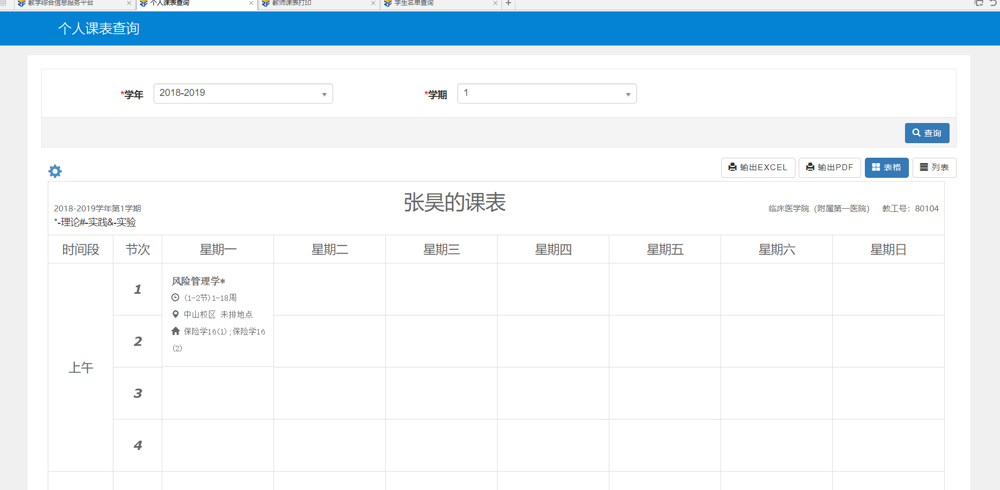 教学综合信息服务平台
个人课表查询
教师课表打印
学生名单查询
个人课表查询
*学年
2018-2019
*学期
1
查询
输出EXCEL
输出PDF
表格
列表
张昊的课表
2018-2019学年第1学期
临床医学院（附属第一医院） 教工号：80104
*-理论#-实践&-实验
时间段
节次
星期一
星期二
星期三
星期四
星期五
星期六
星期日
上午
1
风险管理学*
(1-2节)1-18周
中山校区 未排地点
保险学16(1);保险学16
(2)
2
3
4